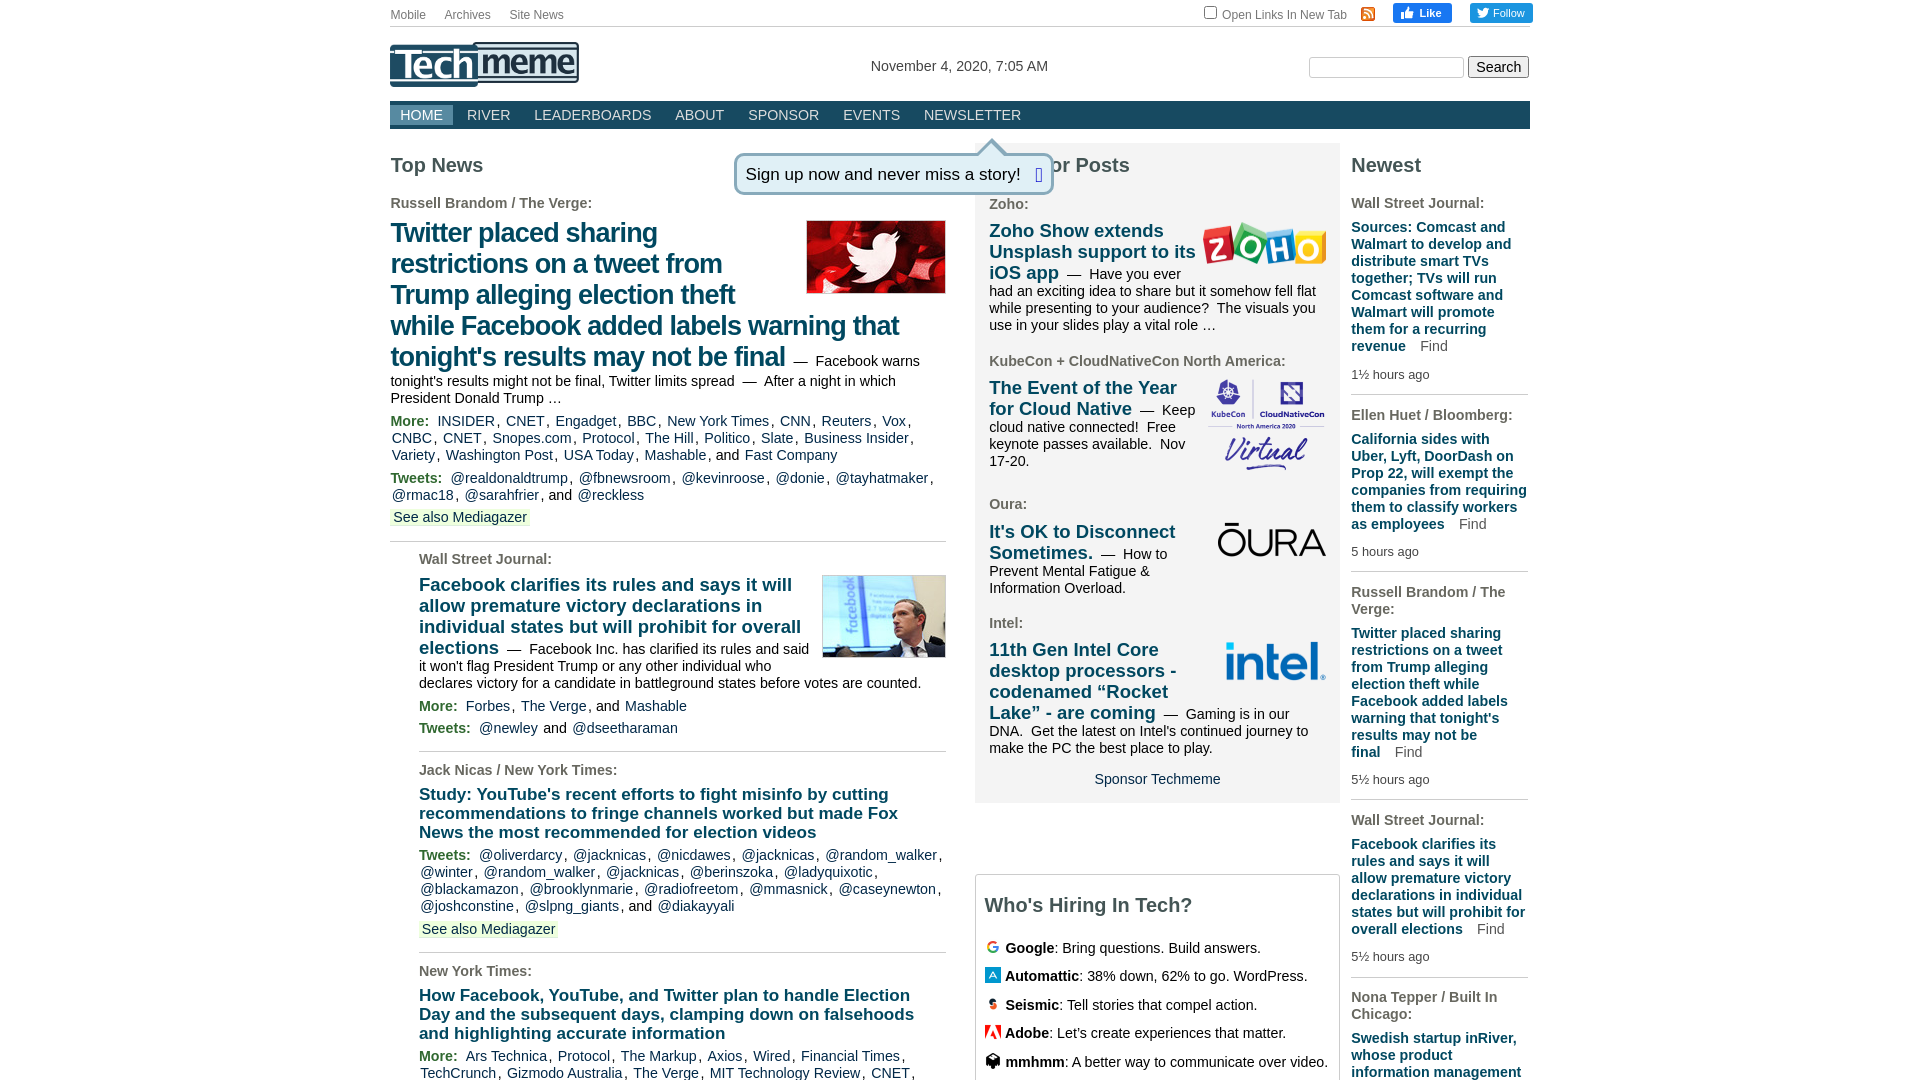 Mobile Archives Site News
Open Links In New Tab
Like
Follow
Techmeme
November 4, 2020, 7:05 AM
Search
HOME RIVER LEADERBOARDS ABOUT SPONSOR EVENTS NEWSLETTER
Sign up now and never miss a story!
Top News
Russell Brandom / The Verge:
Twitter placed sharing
restrictions on a tweet from
Trump alleging election theft
while Facebook added labels warning that
tonight's results may not be final — Facebook warns
tonight's results might not be final, Twitter limits spread — After a night in which
President Donald Trump …
More: INSIDER, CNET, Engadget, BBC, New York Times, CNN, Reuters, Vox,
CNBC, CNET, Snopes.com, Protocol, The Hill, Politico, Slate, Business Insider,
Variety, Washington Post, USA Today, Mashable, and Fast Company
Tweets: @realdonaldtrump, @fbnewsroom, @kevinroose, @donie, @tayhatmaker,
@rmac18, @sarahfrier, and @reckless
See also Mediagazer
Wall Street Journal:
Facebook clarifies its rules and says it will
allow premature victory declarations in
individual states but will prohibit for overall
elections — Facebook Inc. has clarified its rules and said
it won't flag President Trump or any other individual who
declares victory for a candidate in battleground states before votes are counted.
More: Forbes, The Verge, and Mashable
Tweets: @newley and @dseetharaman
facebook
Jack Nicas / New York Times:
Study: YouTube's recent efforts to fight misinfo by cutting
recommendations to fringe channels worked but made Fox
News the most recommended for election videos
Tweets: @oliverdarcy, @jacknicas, @nicdawes, @jacknicas, @random_walker,
@winter, @random_walker, @jacknicas, @berinszoka, @ladyquixotic,
@blackamazon, @brooklynmarie, @radiofreetom, @mmasnick, @caseynewton,
@joshconstine, @slpng_giants, and @diakayyali
See also Mediagazer
New York Times:
How Facebook, YouTube, and Twitter plan to handle Election
Day and the subsequent days, clamping down on falsehoods
and highlighting accurate information
More: Ars Technica, Protocol, The Markup, Axios, Wired, Financial Times,
TechCrunch, Gizmodo Australia, The Verge, MIT Technology Review, CNET,
or Posts
Zoho:
Zoho Show extends
Unsplash support to its
iOS app — Have you ever
had an exciting idea to share but it somehow fell flat
while presenting to your audience? The visuals you
use in your slides play a vital role …
ZOHO
KubeCon + CloudNativeCon North America:
The Event of the Year
for Cloud Native — Keep
cloud native connected! Free
keynote passes available. Nov
17-20.
KubeCon CloudNativeCon
North America 2020
Virtual
Oura:
It's OK to Disconnect
Sometimes. — How to
Prevent Mental Fatigue &
Information Overload.
ŌURA
Intel:
11th Gen Intel Core
desktop processors -
codenamed “Rocket
Lake” - are coming — Gaming is in our
DNA. Get the latest on Intel's continued journey to
make the PC the best place to play.
intel®
Sponsor Techmeme
Who's Hiring In Tech?
Google: Bring questions. Build answers.
Automattic: 38% down, 62% to go. WordPress.
Seismic: Tell stories that compel action.
Adobe: Let’s create experiences that matter.
mmhmm: A better way to communicate over video.
Newest
Wall Street Journal:
Sources: Comcast and
Walmart to develop and
distribute smart TVs
together; TVs will run
Comcast software and
Walmart will promote
them for a recurring
revenue Find
1½ hours ago
Ellen Huet / Bloomberg:
California sides with
Uber, Lyft, DoorDash on
Prop 22, will exempt the
companies from requiring
them to classify workers
as employees Find
5 hours ago
Russell Brandom / The
Verge:
Twitter placed sharing
restrictions on a tweet
from Trump alleging
election theft while
Facebook added labels
warning that tonight's
results may not be
final Find
5½ hours ago
Wall Street Journal:
Facebook clarifies its
rules and says it will
allow premature victory
declarations in individual
states but will prohibit for
overall elections Find
5½ hours ago
Nona Tepper / Built In
Chicago:
Swedish startup inRiver,
whose product
information management